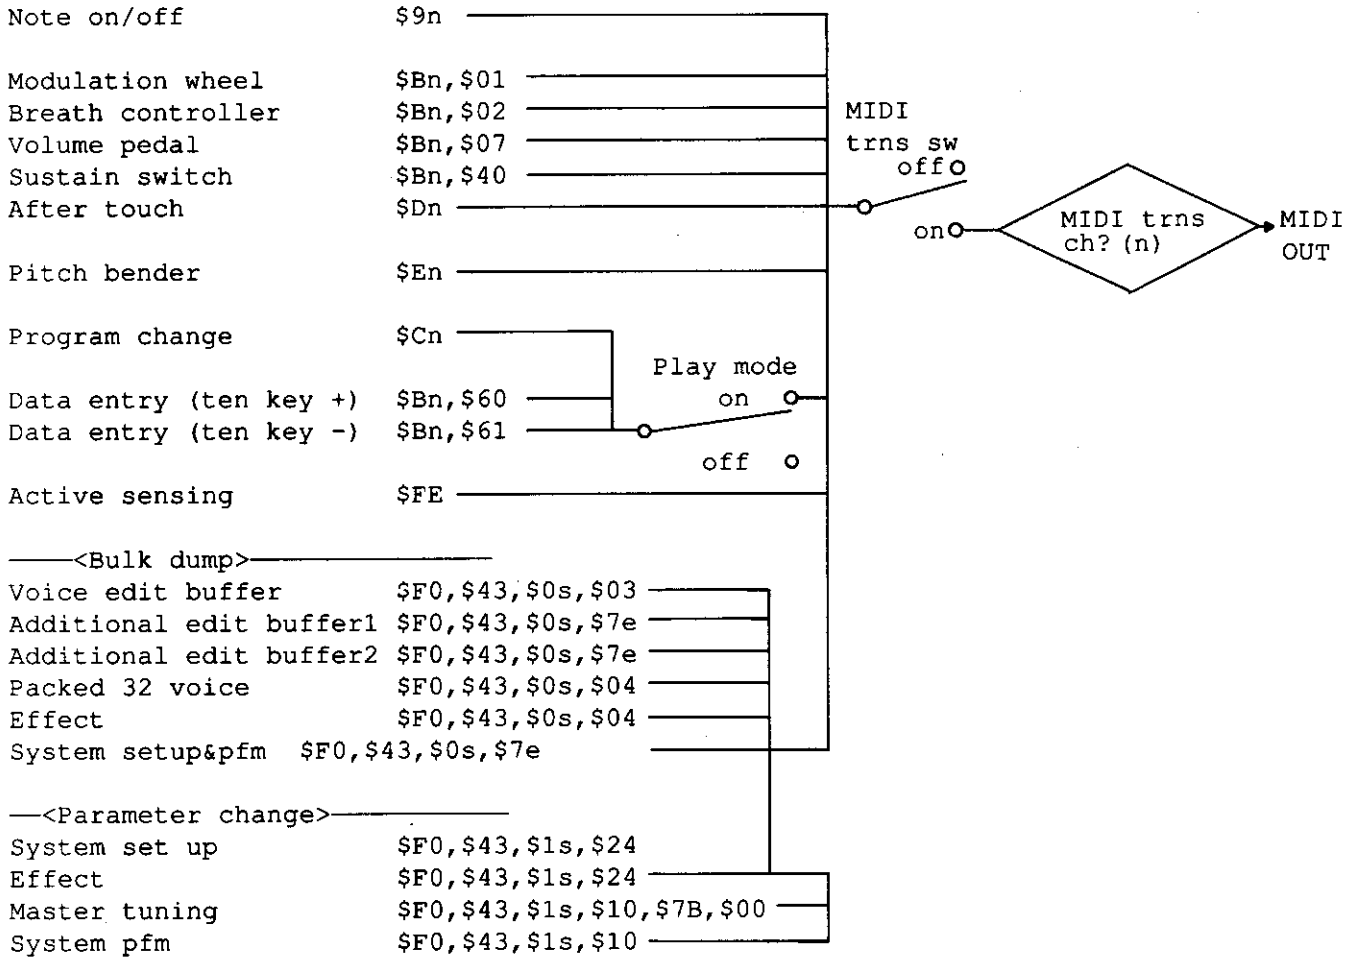 Note on/off $9n
Modulation wheel $Bn,$01
Breath controller $Bn,$02
MIDI
Volume pedal $Bn,$07
trns sw
Sustain switch $Bn,$40
off
After touch $Dn
on
MIDI trns
ch? (n)
MIDI
OUT
Pitch bender $En
Program change $Cn
Play mode
Data entry (ten key +) $Bn,$60
on
Data entry (ten key -) $Bn,$61
off
Active sensing $FE
<Bulk dump>
Voice edit buffer $F0,$43,$0s,$03
Additional edit buffer1 $F0,$43,$0s,$7e
Additional edit buffer2 $F0,$43,$0s,$7e
Packed 32 voice $F0,$43,$0s,$04
Effect $F0,$43,$0s,$04
System setup&pfm $F0,$43,$0s,$7e
<Parameter change>
System set up $F0,$43,$1s,$24
Effect $F0,$43,$1s,$24
Master tuning $F0,$43,$1s,$10,$7B,$00
System pfm $F0,$43,$1s,$10